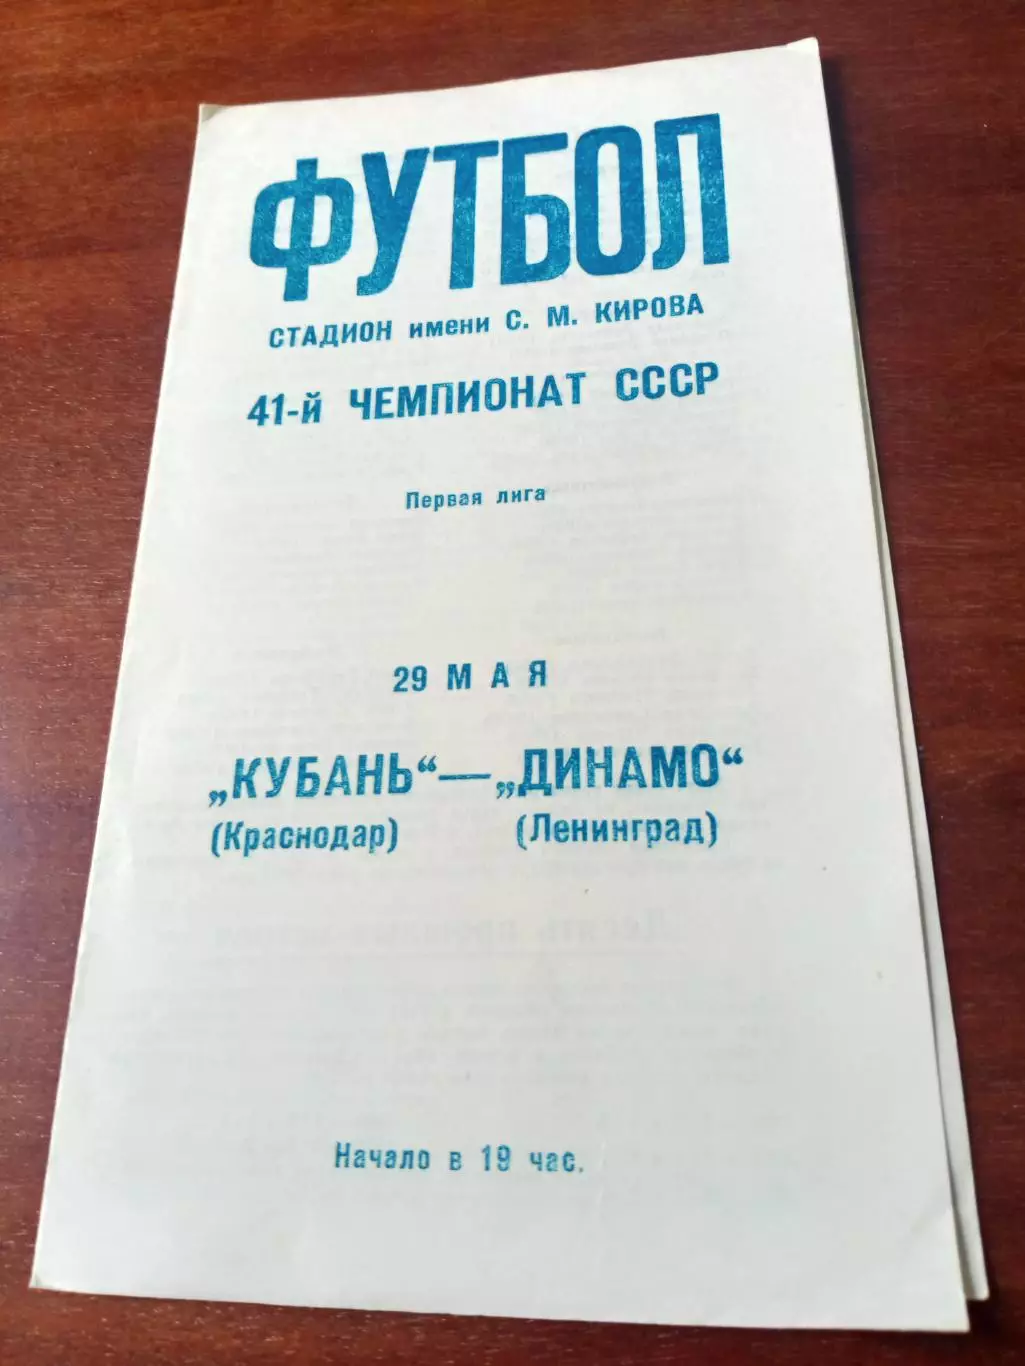 ФУТБОЛ
СТАДИОН имени С. М. КИРОВА
41-й ЧЕМПИОНАТ СССР
Первая лига
29 МАЯ
„КУБАНЬ“ — „ДИНАМО“
(Краснодар) (Ленинград)
Начало в 19 час.